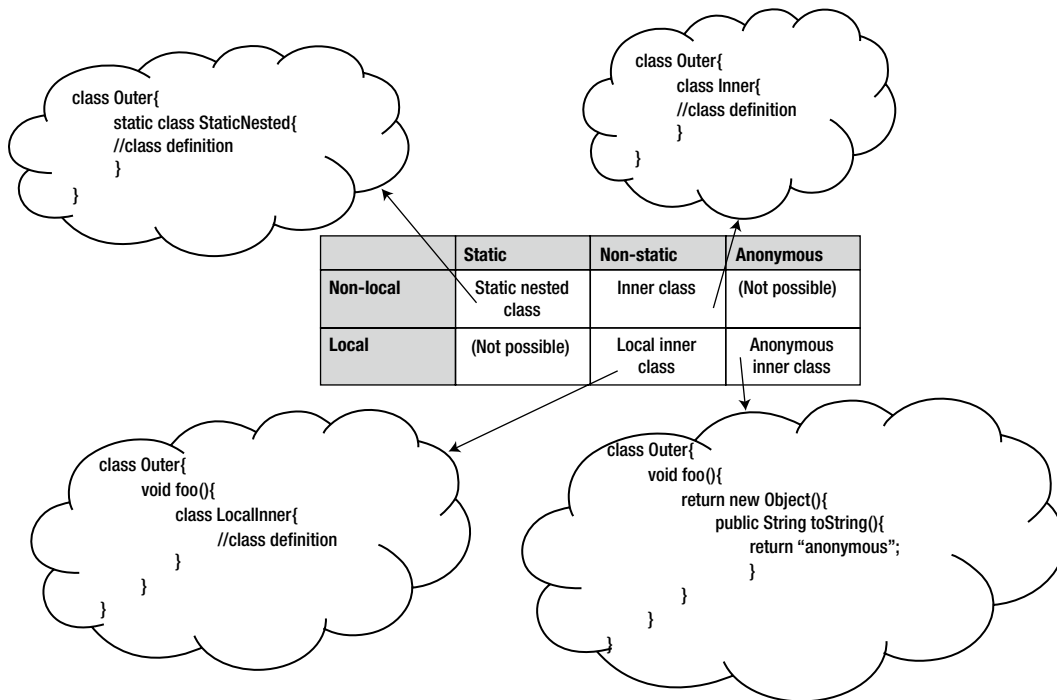 class Outer{
static class StaticNested{
//class definition
}
}
class Outer{
class Inner{
//class definition
}
}
Static Non-static Anonymous
Non-local Static nested class Inner class (Not possible)
Local (Not possible) Local inner class Anonymous inner class
class Outer{
void foo(){
class LocalInner{
//class definition
}
}
}
class Outer{
void foo(){
return new Object(){
public String toString(){
return “anonymous”;
}
}
}
}